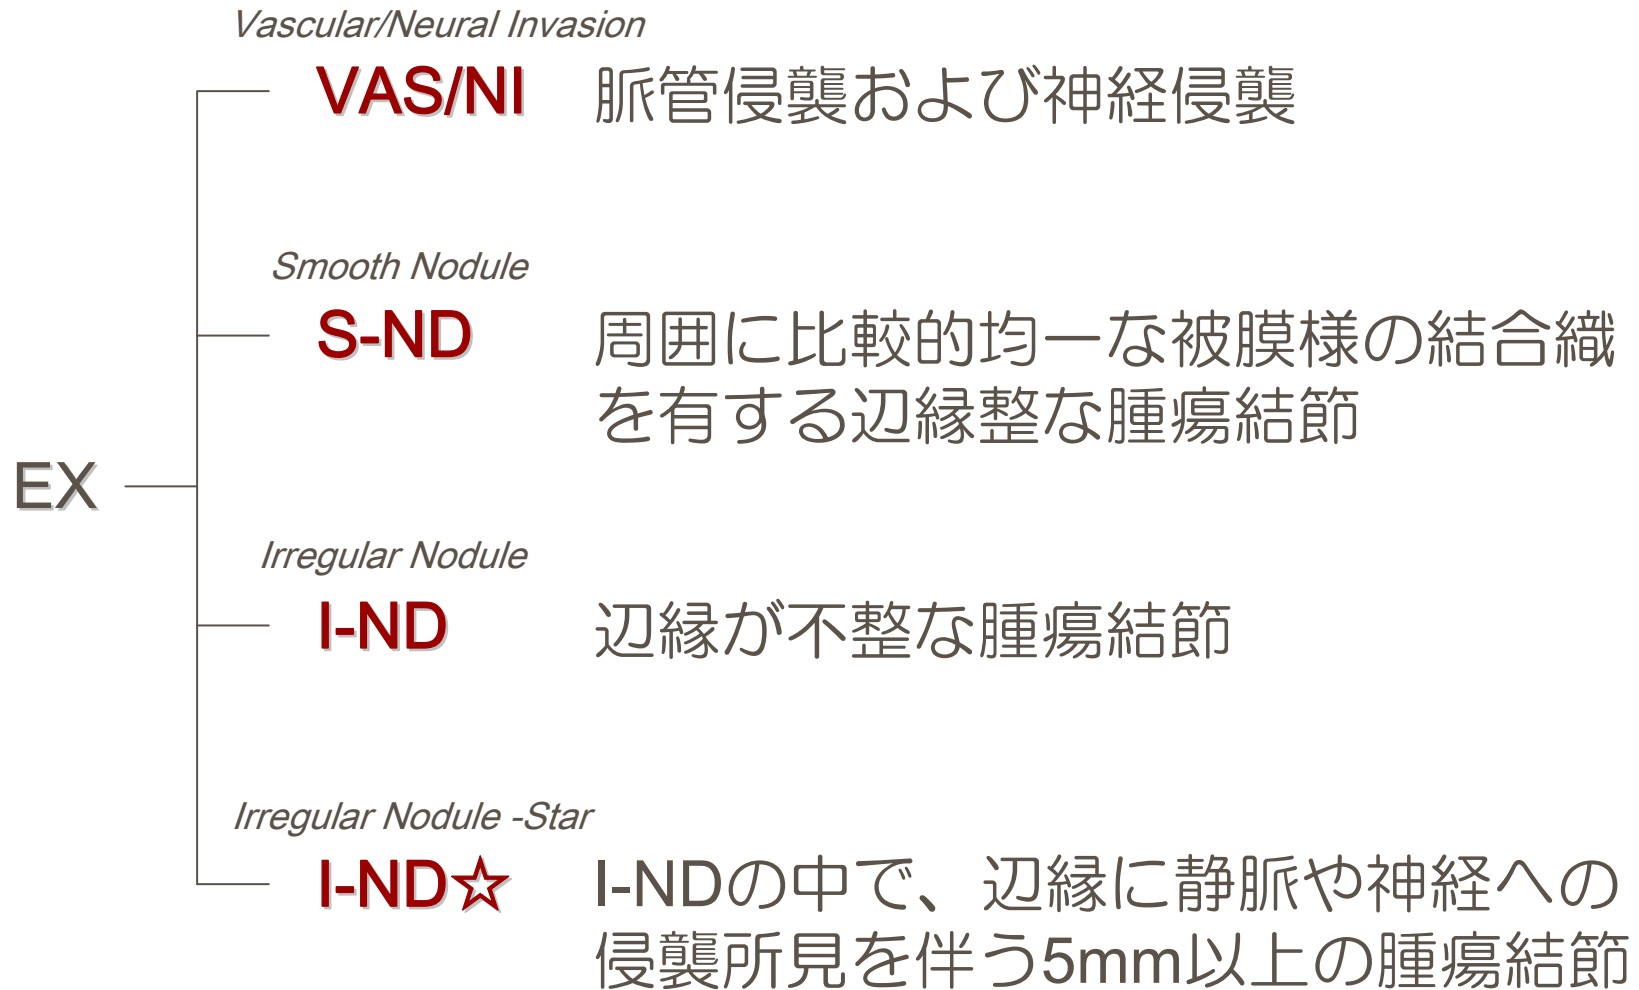 Vascular/Neural Invasion
VAS/NI 脈管侵襲および神経侵襲
Smooth Nodule
S-ND 周囲に比較的均一な被膜様の結合織
を有する辺縁整な腫瘍結節
EX
Irregular Nodule
I-ND 辺縁が不整な腫瘍結節
Irregular Nodule -Star
I-ND☆ I-NDの中で、辺縁に静脈や神経への
侵襲所見を伴う5mm以上の腫瘍結節